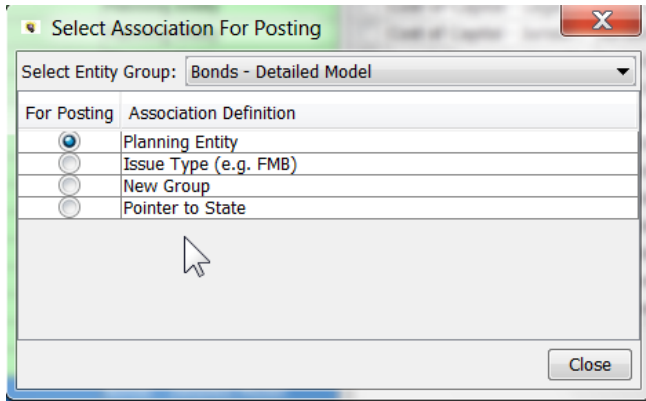 Select Association For Posting
Select Entity Group: Bonds - Detailed Model
For Posting Association Definition
Planning Entity
Issue Type (e.g. FMB)
New Group
Pointer to State
Close